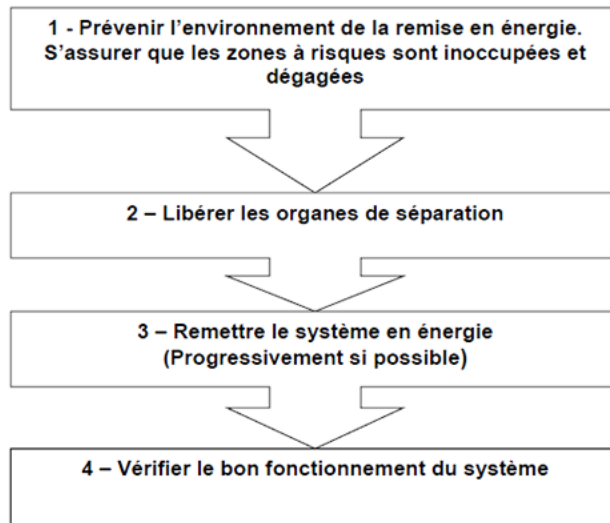 1 - Prévenir l'environnement de la remise en énergie.
S'assurer que les zones à risques sont inoccupées et
dégagées
2 – Libérer les organes de séparation
3 – Remettre le système en énergie
(Progressivement si possible)
4 – Vérifier le bon fonctionnement du système